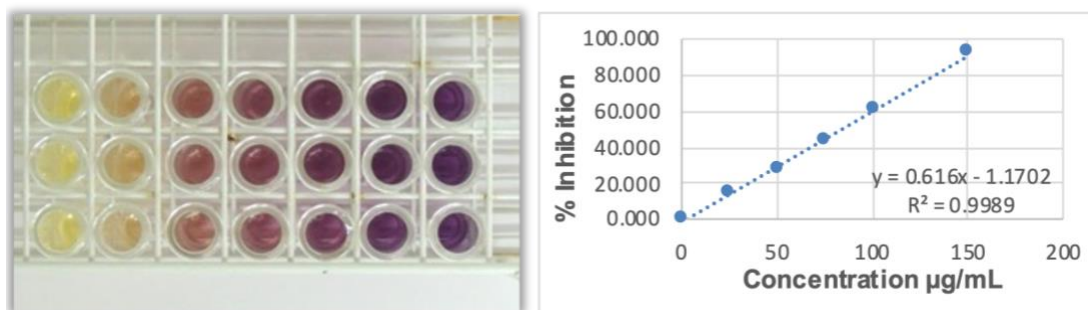 100.000
80.000
60.000
40.000
20.000
0.000
% Inhibition
y = 0.616x - 1.1702
R² = 0.9989
0 50 100 150 200
Concentration µg/mL